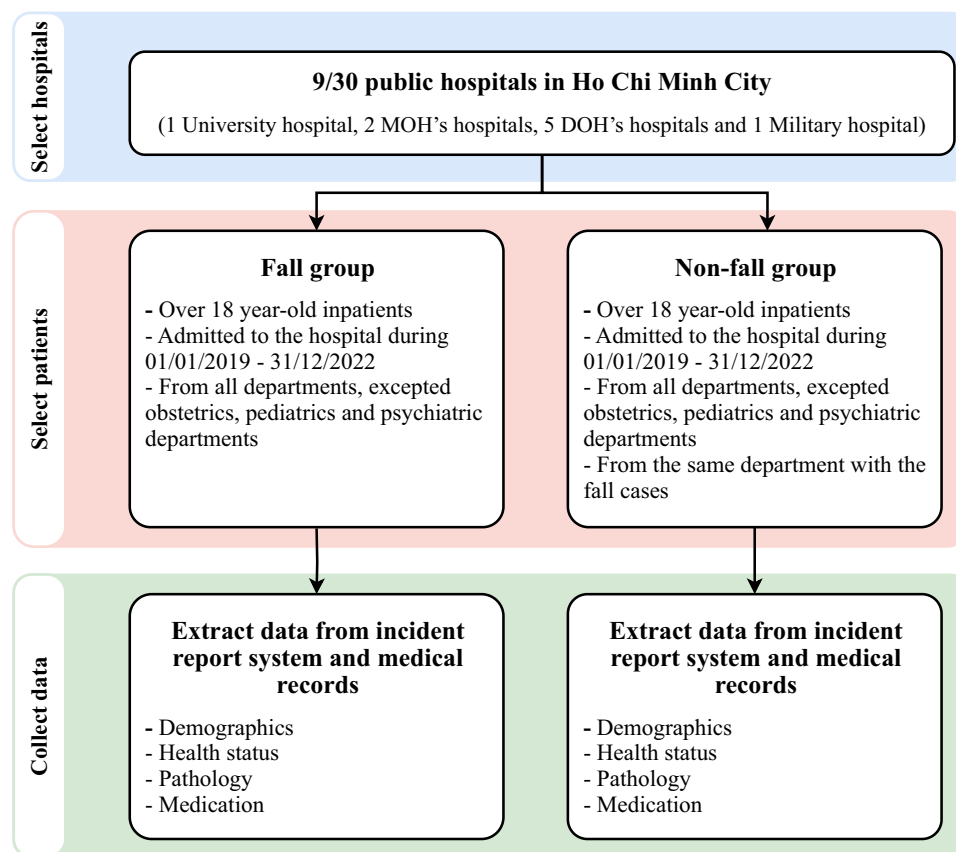 Select hospitals
9/30 public hospitals in Ho Chi Minh City
(1 University hospital, 2 MOH's hospitals, 5 DOH's hospitals and 1 Military hospital)
Select patients
Fall group
- Over 18 year-old inpatients
- Admitted to the hospital during
01/01/2019 - 31/12/2022
- From all departments, excepted
obstetrics, pediatrics and psychiatric
departments
Non-fall group
- Over 18 year-old inpatients
- Admitted to the hospital during
01/01/2019 - 31/12/2022
- From all departments, excepted
obstetrics, pediatrics and psychiatric
departments
- From the same department with the
fall cases
Collect data
Extract data from incident
report system and medical
records
- Demographics
- Health status
- Pathology
- Medication
Extract data from incident
report system and medical
records
- Demographics
- Health status
- Pathology
- Medication